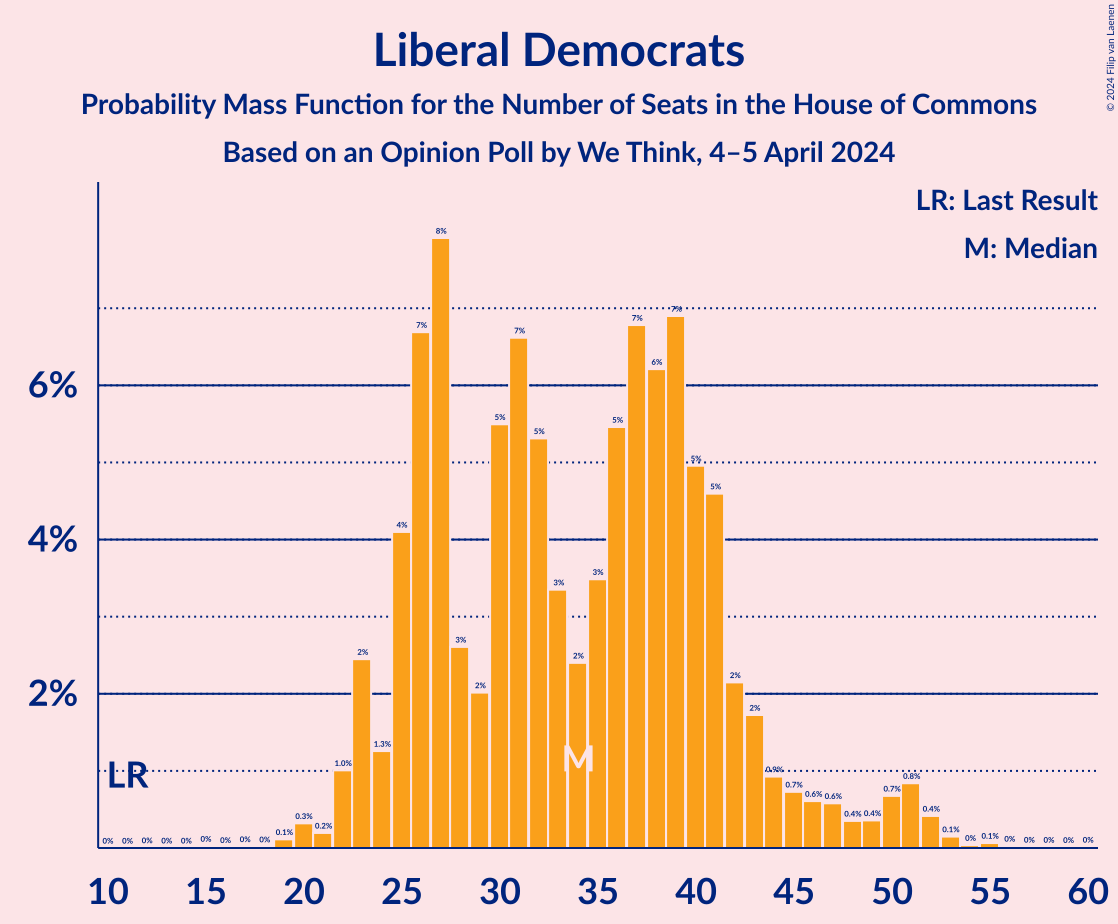 Liberal Democrats
Probability Mass Function for the Number of Seats in the House of Commons
Based on an Opinion Poll by We Think, 4–5 April 2024
© 2024 Filip van Laenen
LR: Last Result
M: Median
6%
4%
2%
LR
M
0% 0% 0% 0% 0% 0% 0% 0% 0% 0.1% 0.3% 0.2% 1.0% 2% 1.3% 4% 7% 8% 3% 2% 5% 7% 5% 3% 2% 3% 5% 7% 6% 7% 5% 5% 2% 2% 0.9% 0.7% 0.6% 0.6% 0.4% 0.4% 0.7% 0.8% 0.4% 0.1% 0% 0.1% 0% 0% 0% 0% 0%
10 15 20 25 30 35 40 45 50 55 60